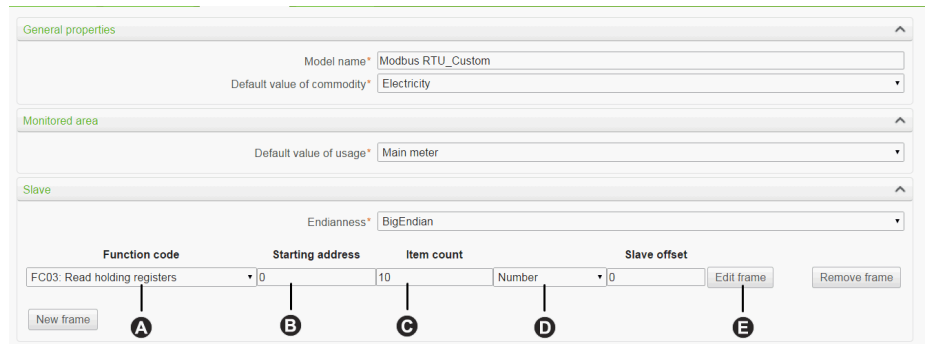 General properties
Model name* Modbus RTU_Custom
Default value of commodity* Electricity
Monitored area
Default value of usage* Main meter
Slave
Endianness* BigEndian
Function code Starting address Item count Slave offset
FC03: Read holding registers 0 10 Number 0 Edit frame Remove frame
New frame
A B C D E